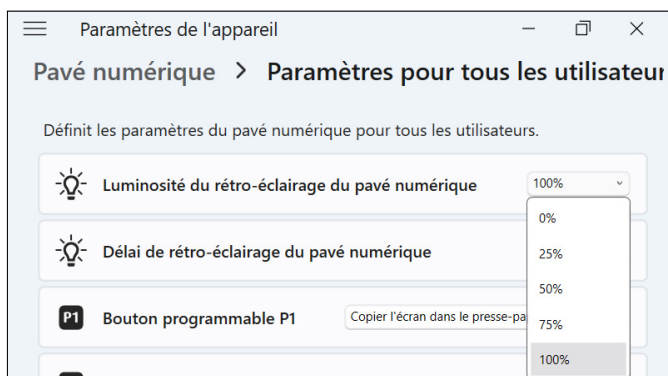 Paramètres de l'appareil
Pavé numérique > Paramètres pour tous les utilisateur
Définit les paramètres du pavé numérique pour tous les utilisateurs.
Luminosité du rétro-éclairage du pavé numérique 100%
0%
Délai de rétro-éclairage du pavé numérique 25%
50%
P1 Bouton programmable P1 Copier l'écran dans le presse-pa 75%
100%